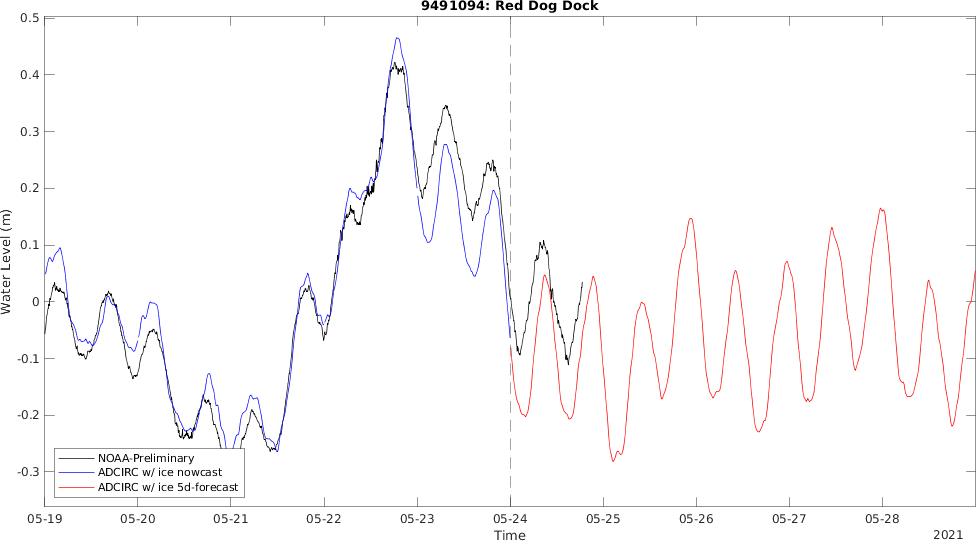 9491094: Red Dog Dock
0.5
0.4
0.3
0.2
0.1
0
-0.1
-0.2
-0.3
Water Level (m)
NOAA-Preliminary
ADCIRC w/ ice nowcast
ADCIRC w/ ice 5d-forecast
05-19 05-20 05-21 05-22 05-23 05-24 05-25 05-26 05-27 05-28
Time
2021